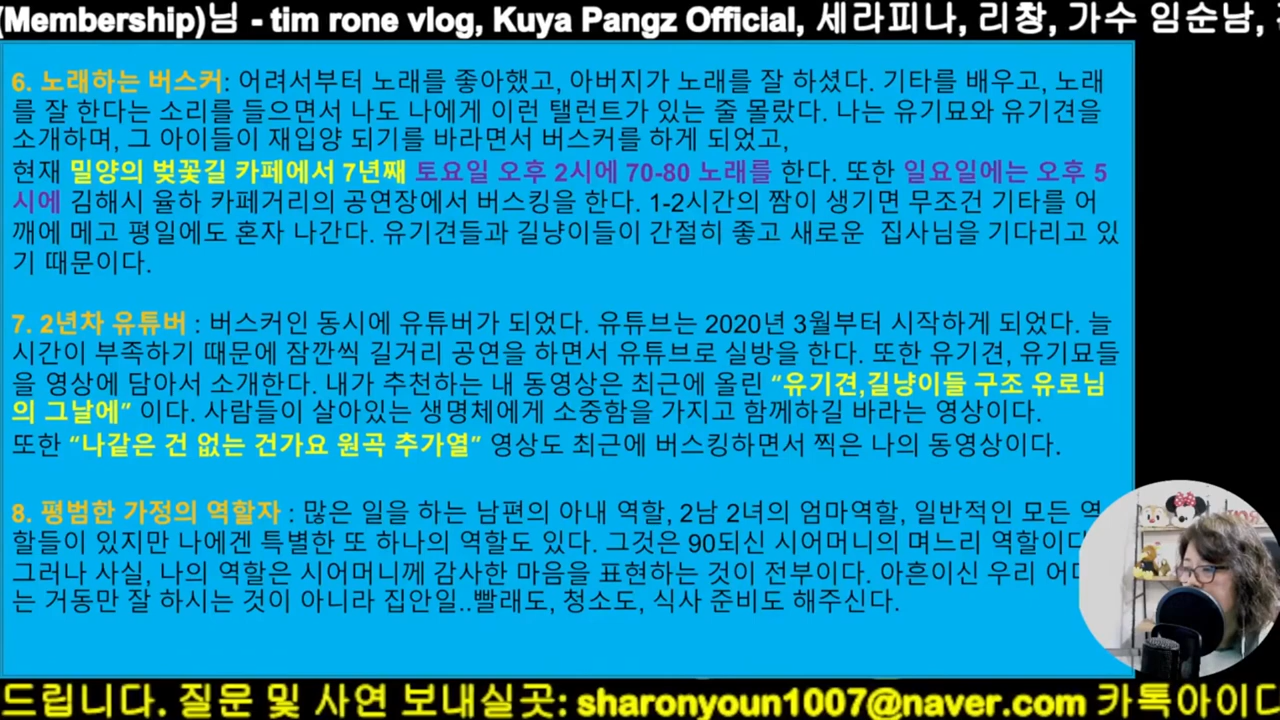 (Membership)님 - tim rone vlog, Kuya Pangz Official, 세라피나, 리창, 가수 임순남,
6. 노래하는 버스커: 어려서부터 노래를 좋아했고, 아버지가 노래를 잘 하셨다. 기타를 배우고, 노래
를 잘 한다는 소리를 들으면서 나도 나에게 이런 탤런트가 있는 줄 몰랐다. 나는 유기묘와 유기견을
소개하며, 그 아이들이 재입양 되기를 바라면서 버스커를 하게 되었고,
현재 밀양의 벚꽃길 카페에서 7년째 토요일 오후 2시에 70-80 노래를 한다. 또한 일요일에는 오후 5
시에 김해시 율하 카페거리의 공연장에서 버스킹을 한다. 1-2시간의 짬이 생기면 무조건 기타를 어
깨에 메고 평일에도 혼자 나간다. 유기견들과 길냥이들이 간절히 좋고 새로운 집사님을 기다리고 있
기 때문이다.
7. 2년차 유튜버 : 버스커인 동시에 유튜버가 되었다. 유튜브는 2020년 3월부터 시작하게 되었다. 늘
시간이 부족하기 때문에 잠깐씩 길거리 공연을 하면서 유튜브로 실방을 한다. 또한 유기견, 유기묘들
을 영상에 담아서 소개한다. 내가 추천하는 내 동영상은 최근에 올린 “유기견,길냥이들 구조 유로님
의 그날에” 이다. 사람들이 살아있는 생명체에게 소중함을 가지고 함께하길 바라는 영상이다.
또한 “나같은 건 없는 건가요 원곡 추가열” 영상도 최근에 버스킹하면서 찍은 나의 동영상이다.
8. 평범한 가정의 역할자 : 많은 일을 하는 남편의 아내 역할, 2남 2녀의 엄마역할, 일반적인 모든 역
할들이 있지만 나에겐 특별한 또 하나의 역할도 있다. 그것은 90되신 시어머니의 며느리 역할이다
그러나 사실, 나의 역할은 시어머니께 감사한 마음을 표현하는 것이 전부이다. 아흔이신 우리
는 거동만 잘 하시는 것이 아니라 집안일..빨래도, 청소도, 식사 준비도 해주신다.
드립니다. 질문 및 사연 보내실곳: sharonyoun1007@naver.com 카톡아이디